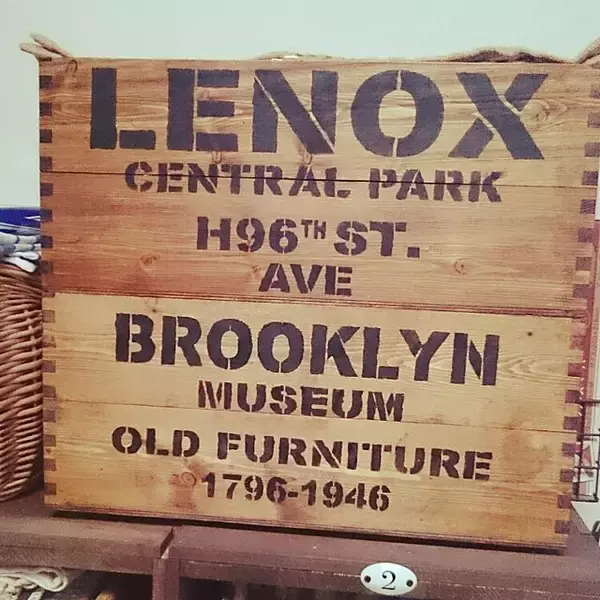 LENOX
CENTRAL PARK
H96TH ST.
AVE
BROOKLYN
MUSEUM
OLD FURNITURE
1796-1946
2